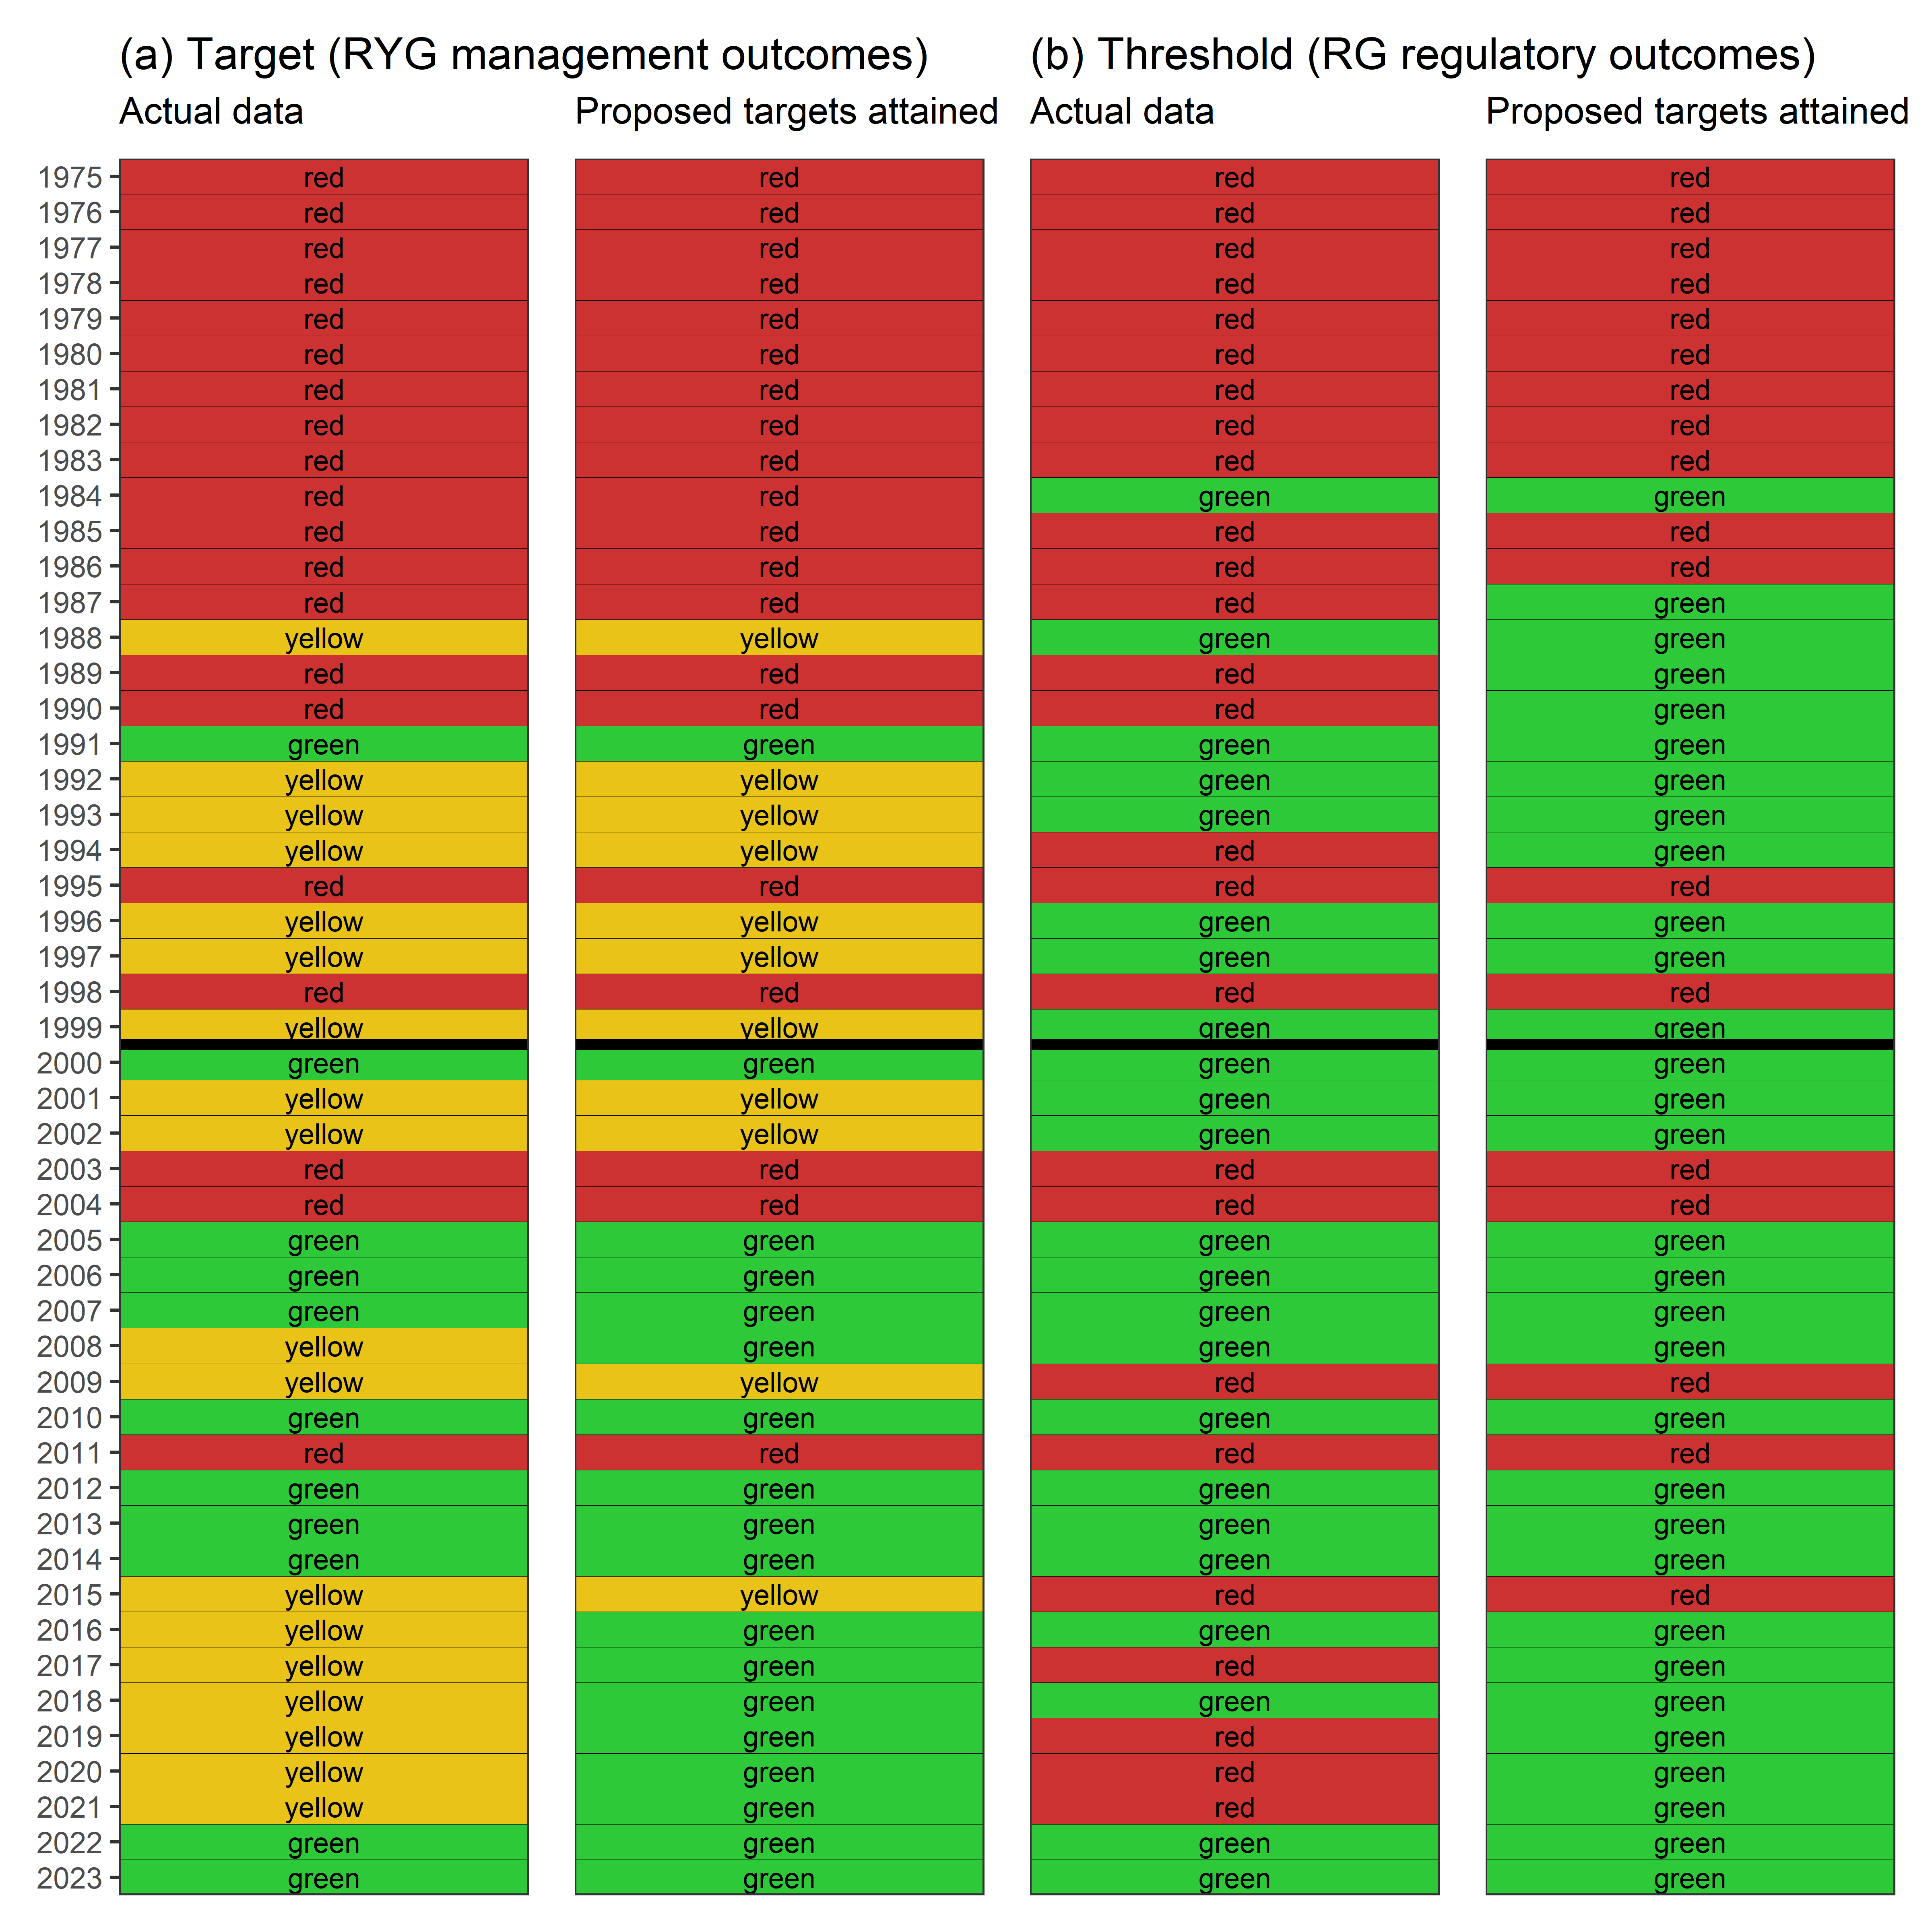 (a) Target (RYG management outcomes) (b) Threshold (RG regulatory outcomes)
Actual data Proposed targets attained Actual data Proposed targets attained
1975 red red red red
1976 red red red red
1977 red red red red
1978 red red red red
1979 red red red red
1980 red red red red
1981 red red red red
1982 red red red red
1983 red red red red
1984 red red green green
1985 red red red red
1986 red red red red
1987 red red red green
1988 yellow yellow green green
1989 red red red green
1990 red red red green
1991 green green green green
1992 yellow yellow green green
1993 yellow yellow green green
1994 yellow yellow red green
1995 red red red red
1996 yellow yellow green green
1997 yellow yellow green green
1998 red red red red
1999 yellow yellow green green
2000 green green green green
2001 yellow yellow green green
2002 yellow yellow green green
2003 red red red red
2004 red red red red
2005 green green green green
2006 green green green green
2007 green green green green
2008 yellow green green green
2009 yellow yellow red red
2010 green green green green
2011 red red red red
2012 green green green green
2013 green green green green
2014 green green green green
2015 yellow yellow red red
2016 yellow green green green
2017 yellow green red green
2018 yellow green green green
2019 yellow green red green
2020 yellow green red green
2021 yellow green red green
2022 green green green green
2023 green green green green